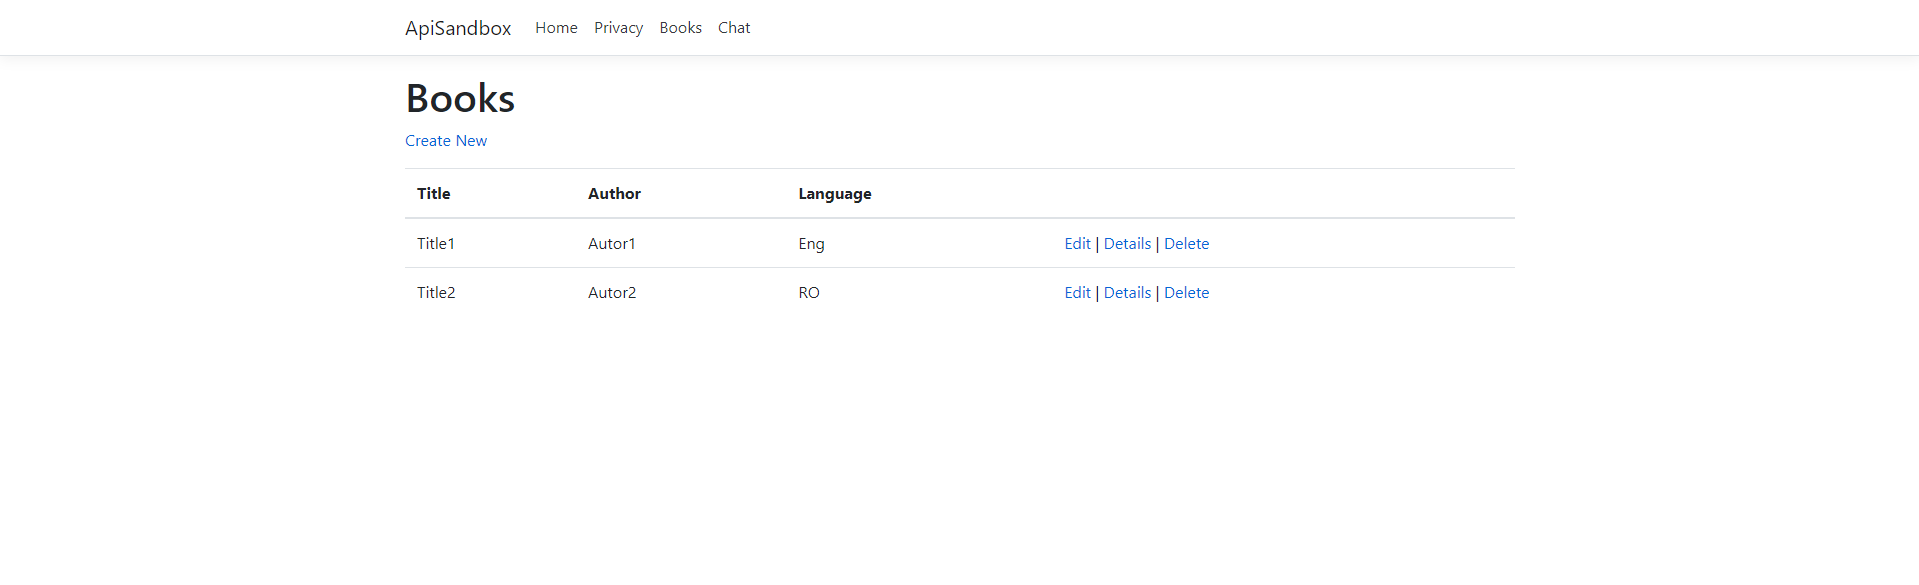 ApiSandbox Home Privacy Books Chat
Books
Create New
Title Author Language
Title1 Autor1 Eng Edit | Details | Delete
Title2 Autor2 RO Edit | Details | Delete